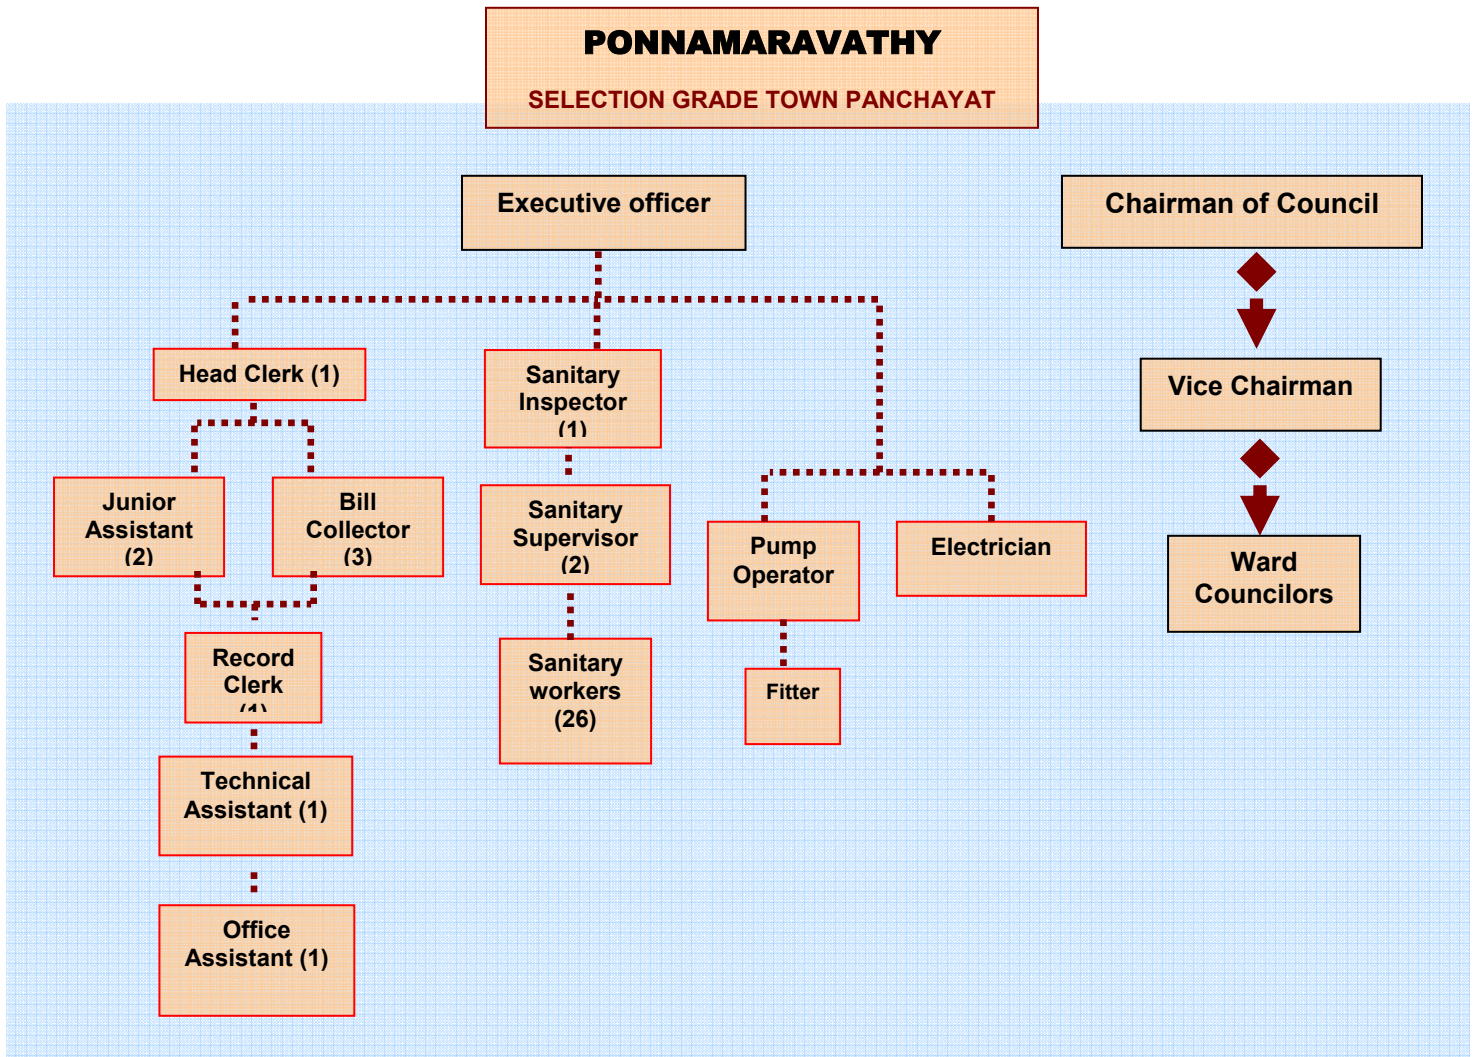 PONNAMARAVATHY
SELECTION GRADE TOWN PANCHAYAT
Executive officer
Chairman of Council
Head Clerk (1)
Sanitary
Inspector
(1)
Vice Chairman
Junior
Assistant
(2)
Bill
Collector
(3)
Sanitary
Supervisor
(2)
Pump
Operator
Electrician
Ward
Councilors
Record
Clerk
(1)
Sanitary
workers
(26)
Fitter
Technical
Assistant (1)
Office
Assistant (1)